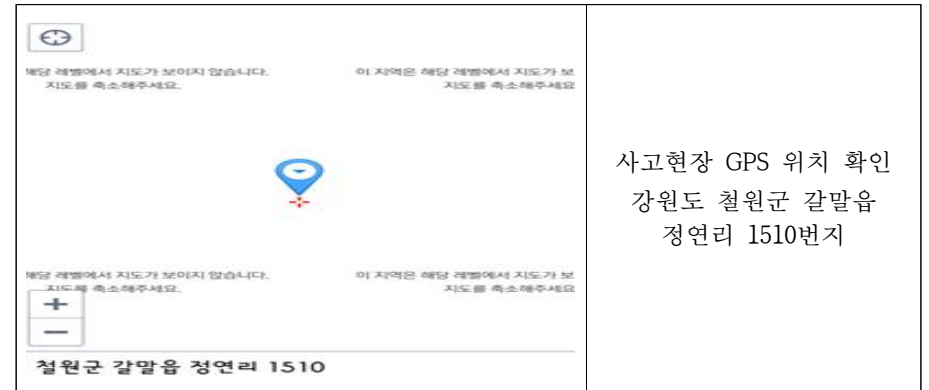 해당 레벨에서 지도가 보이지 않습니다.
지도를 축소해주세요.
이 지역은 해당 레벨에서 지도가 보
지도를 축소해주세요
해당 레벨에서 지도가 보이지 않습니다.
지도를 축소해주세요.
이 지역은 해당 레벨에서 지도가 보
지도를 축소해주세요
철원군 갈말읍 정연리 1510
사고현장 GPS 위치 확인
강원도 철원군 갈말읍
정연리 1510번지